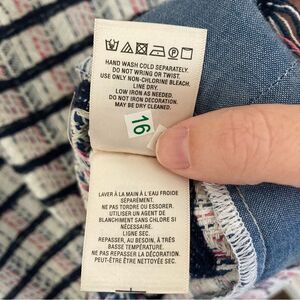 HAND WASH COLD SEPARATELY.
DO NOT WRING OR TWIST.
USE ONLY NON-CHLORINE BLEACH.
LINE DRY.
LOW IRON AS NEEDED.
DO NOT IRON DECORATION.
MAY BE DRY CLEANED.
16
LAVER À LA MAIN À L'EAU FROIDE
SÉPARÉMENT.
NE PAS TORDRE OU ESSORER.
UTILISER UN AGENT DE
BLANCHIMENT SANS CHLORE SI
NÉCESSAIRE.
LIGNE SEC.
REPASSER, AU BESOIN, À TRÈS
BASSE TEMPÉRATURE.
NE PAS REPASSER LA DÉCORATION.
PEUT-ÊTRE NETTOYÉE SEC.